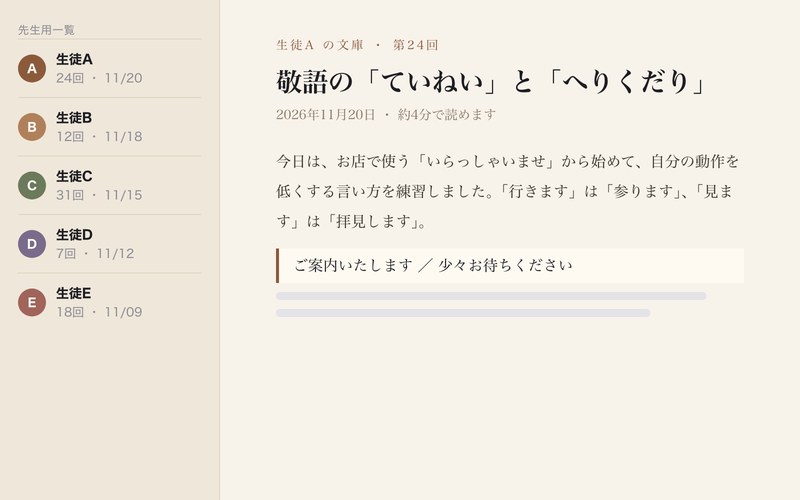 先生用一覧
A
生徒A
24回 ・ 11/20
B
生徒B
12回 ・ 11/18
C
生徒C
31回 ・ 11/15
D
生徒D
7回 ・ 11/12
E
生徒E
18回 ・ 11/09
生徒A の文庫 ・ 第24回
敬語の「ていねい」と「へりくだり」
2026年11月20日 ・ 約4分で読めます
今日は、お店で使う「いらっしゃいませ」から始めて、自分の動作を
低くする言い方を練習しました。「行きます」は「参ります」、「見ま
す」は「拝見します」。
ご案内いたします ／ 少々お待ちください